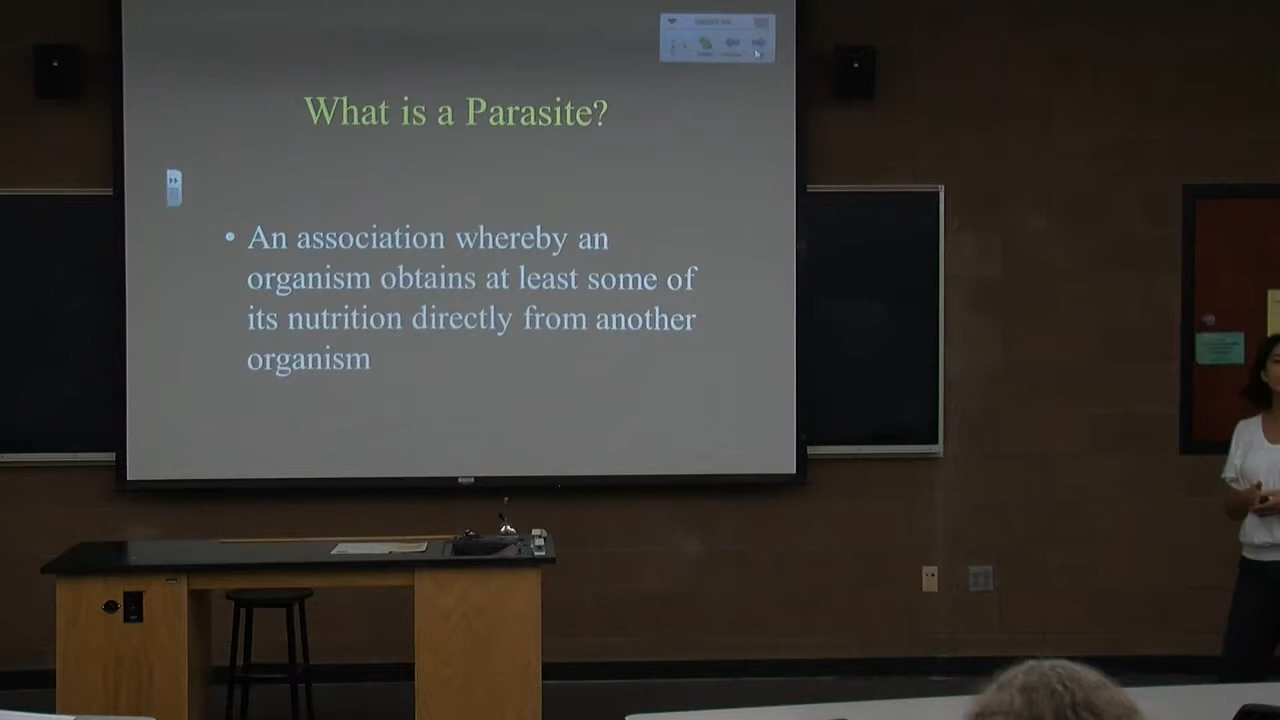 What is a Parasite?
• An association whereby an
organism obtains at least some of
its nutrition directly from another
organism